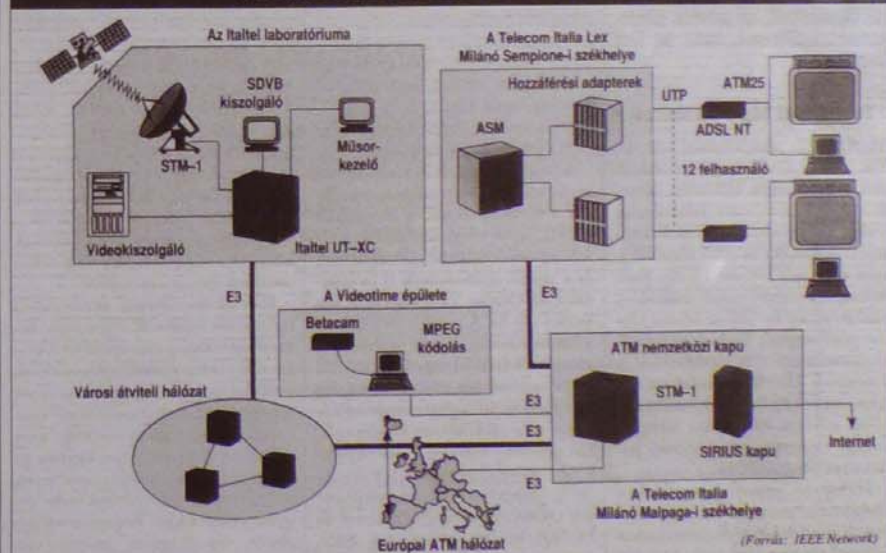 Az Italtel laboratóriuma
SDVB
kiszolgáló
Műsor-
kezelő
STM–1
Videokiszolgáló
Italtel UT–XC
A Telecom Italia Lex
Milánó Sempione-i székhelye
Hozzáférési adapterek
ASM
UTP
ATM25
ADSL NT
12 felhasználó
E3
A Videotime épülete
Betacam
MPEG
kódolás
E3
ATM nemzetközi kapu
STM–1
SIRIUS kapu
Internet
Városi átviteli hálózat
E3
E3
E3
Európai ATM hálózat
A Telecom Italia
Milánó Malpaga-i székhelye
(Forrás: IEEE Network)